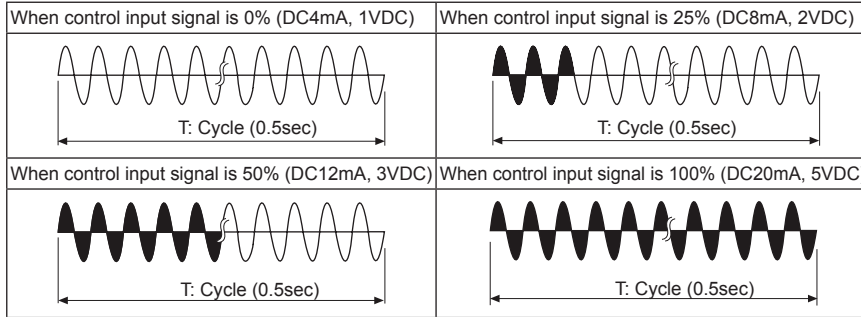 When control input signal is 0% (DC4mA, 1VDC)
When control input signal is 25% (DC8mA, 2VDC)
T: Cycle (0.5sec)
T: Cycle (0.5sec)
When control input signal is 50% (DC12mA, 3VDC)
When control input signal is 100% (DC20mA, 5VDC)
T: Cycle (0.5sec)
T: Cycle (0.5sec)